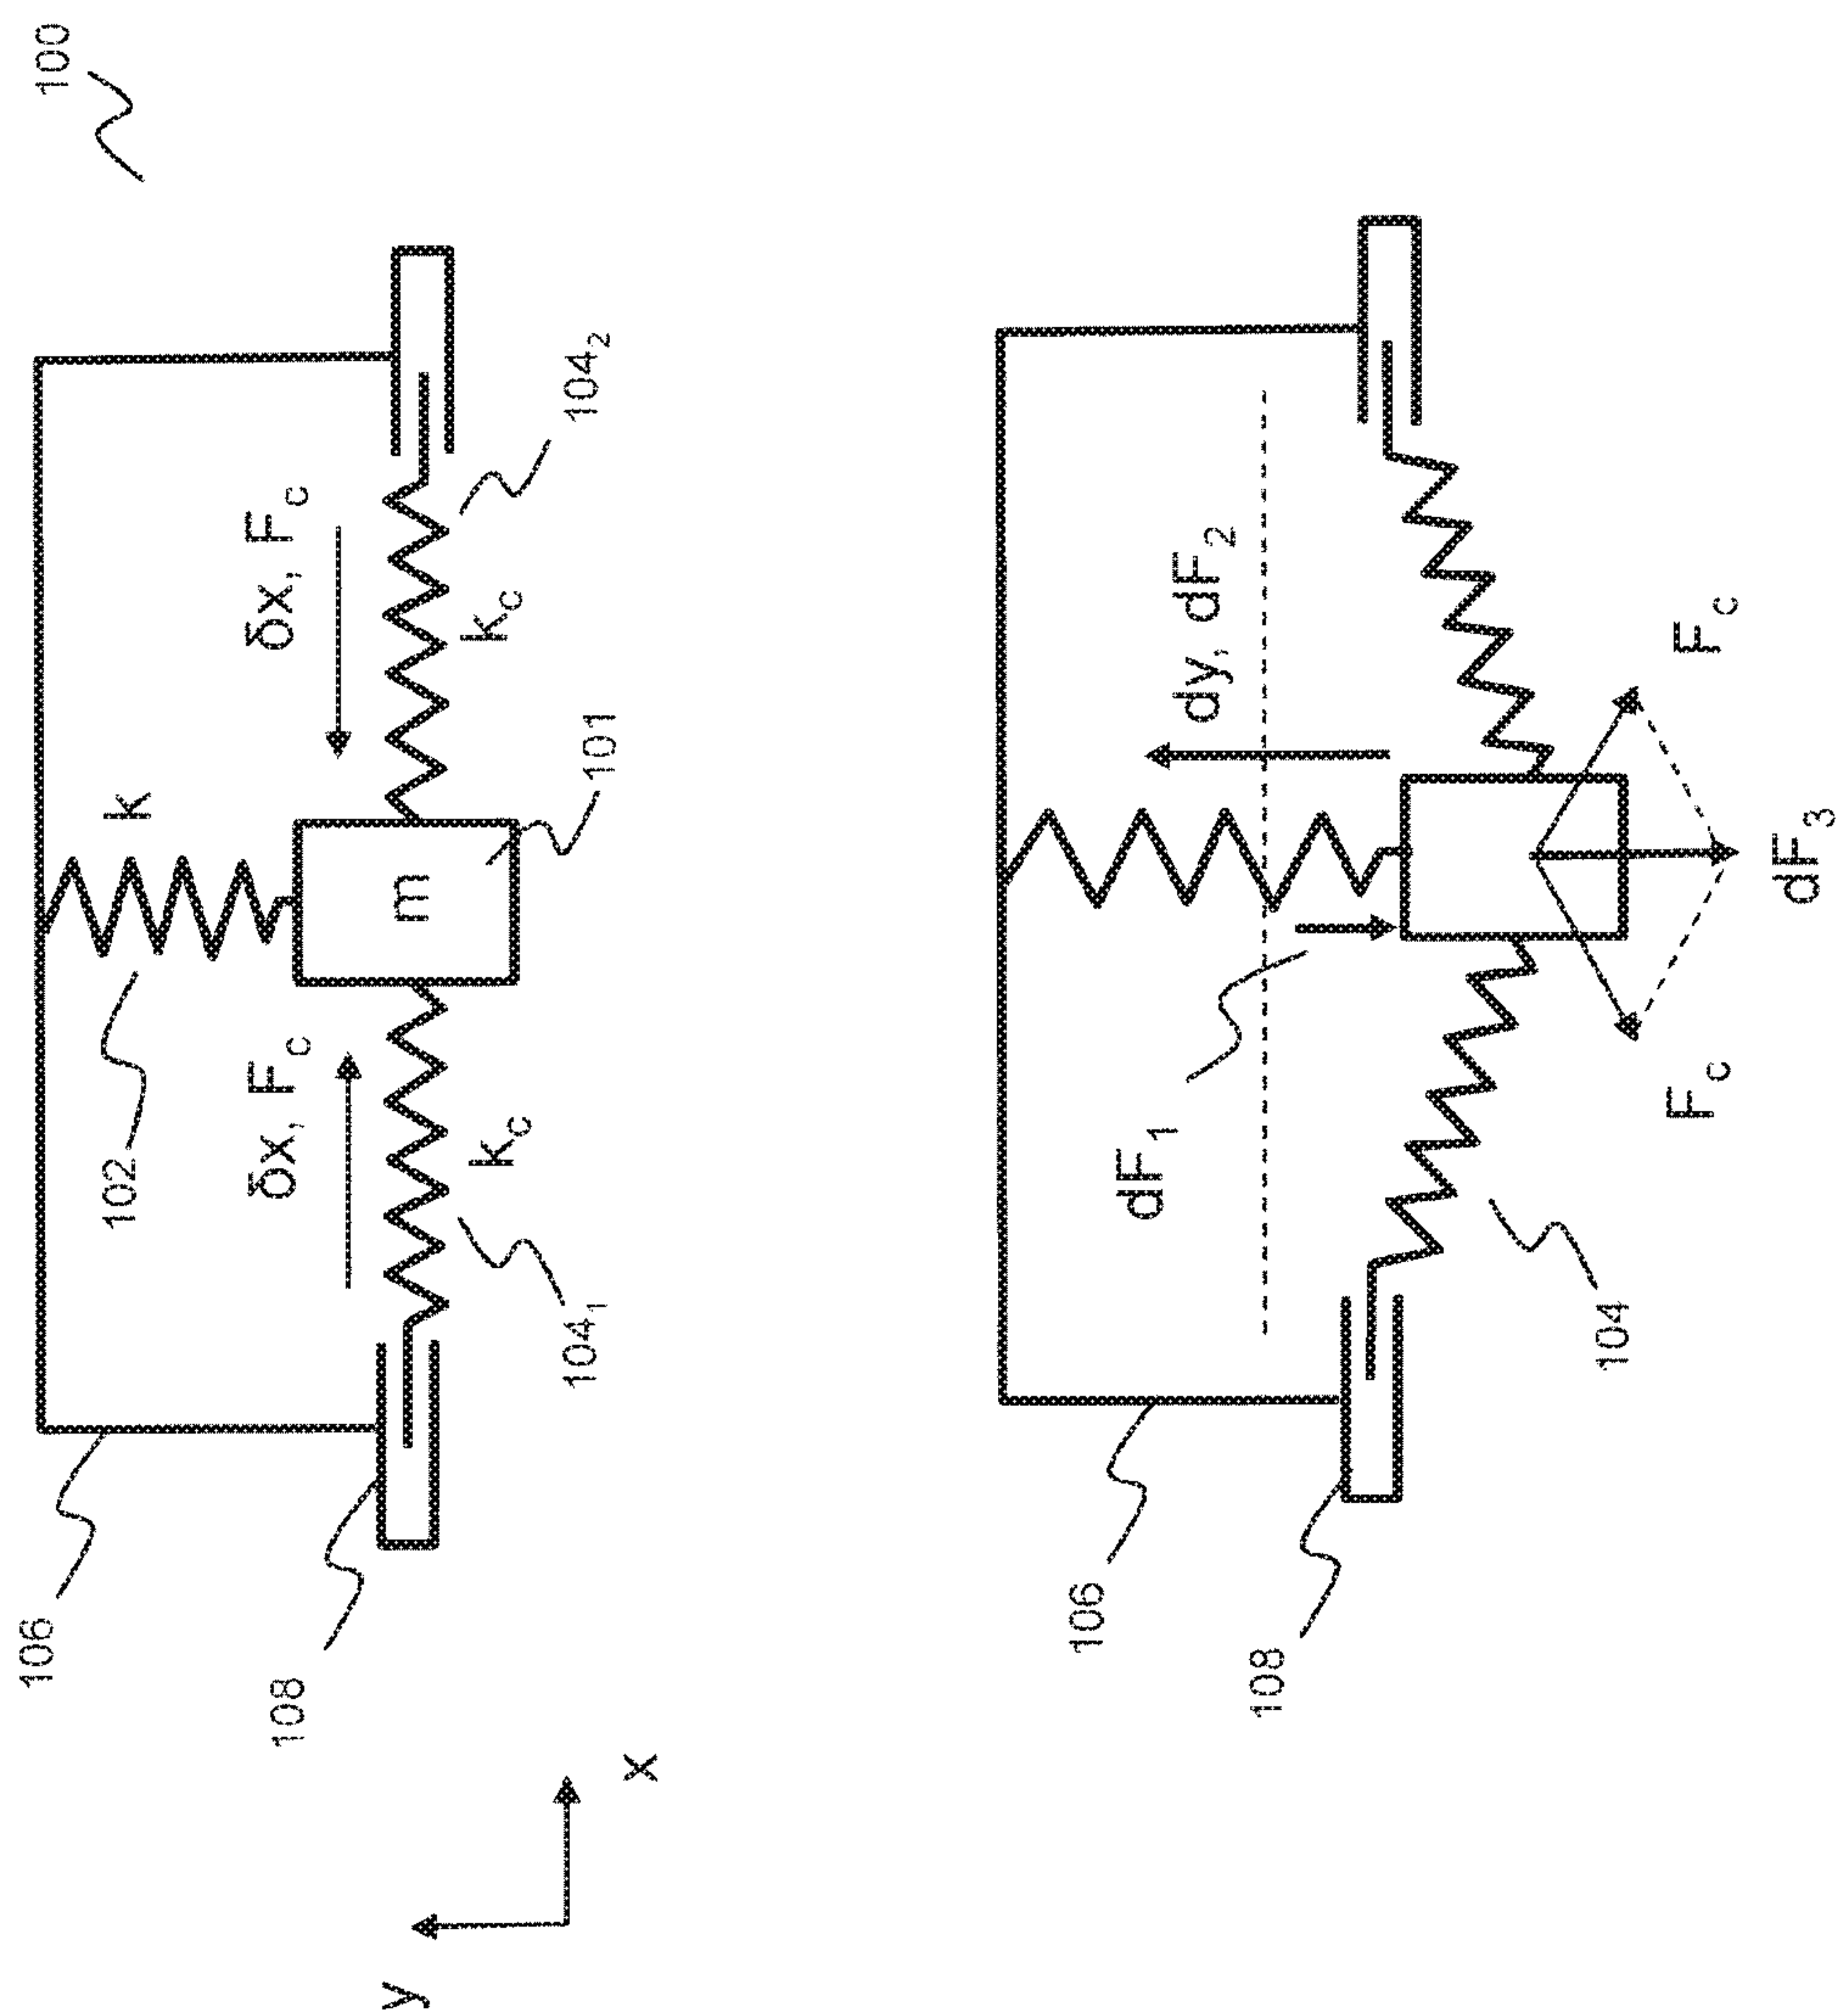 100
k
102
δx, Fc
δx, Fc
m
kc
kc
101
104₁
104₂
106
108
y
x
dy, dF₂
dF₁
106
108
104
Fc
Fc
dF₃